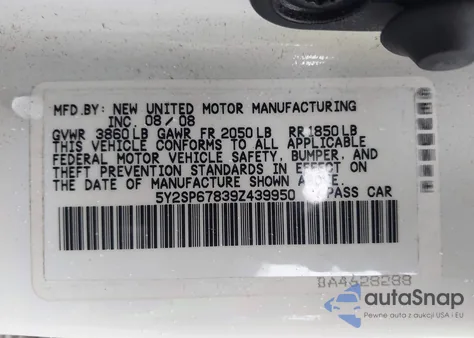 MFD.BY: NEW UNITED MOTOR MANUFACTURING
INC. 08/08
GVWR 3860LB GAWR FR 2050LB RR 1850LB
THIS VEHICLE CONFORMS TO ALL APPLICABLE
FEDERAL MOTOR VEHICLE SAFETY, BUMPER, AND
THEFT PREVENTION STANDARDS IN EFFECT ON
THE DATE OF MANUFACTURE SHOWN
5Y2SP67839Z439950 PASS CAR
BA4628288
autoSnap
Pewne auta z aukcji USA i EU